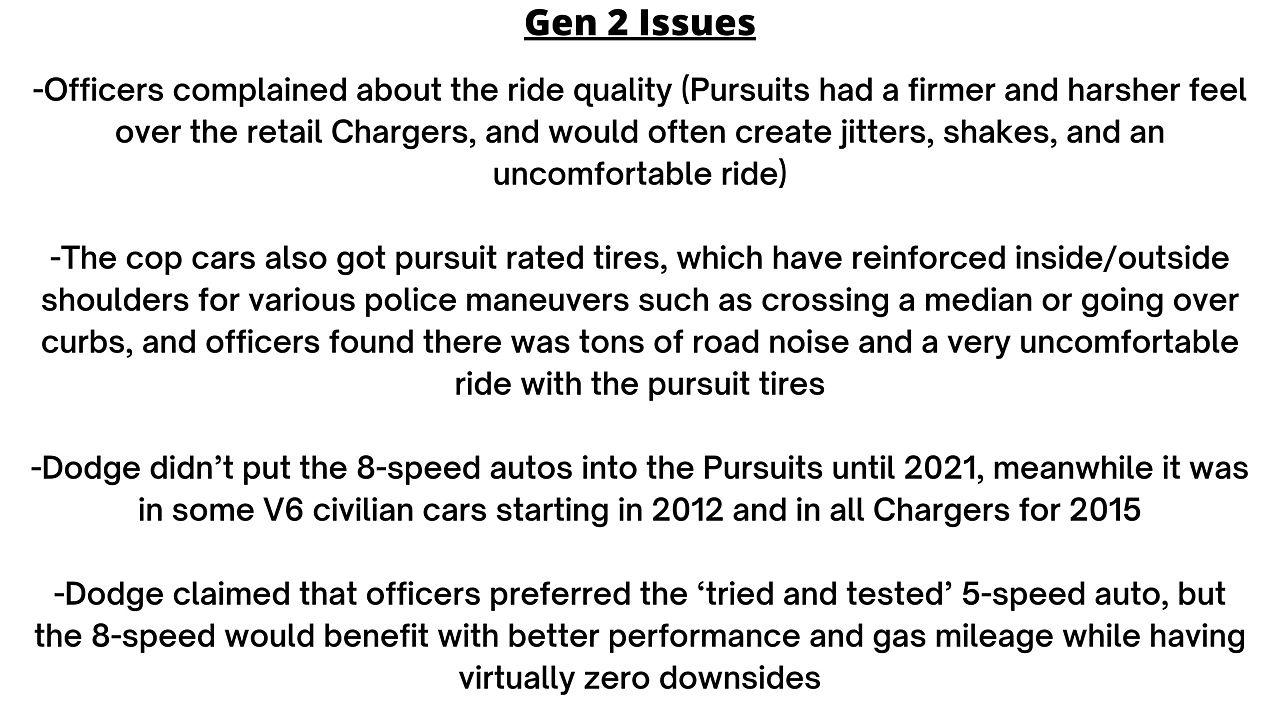 Gen 2 Issues
-Officers complained about the ride quality (Pursuits had a firmer and harsher feel
over the retail Chargers, and would often create jitters, shakes, and an
uncomfortable ride)
-The cop cars also got pursuit rated tires, which have reinforced inside/outside
shoulders for various police maneuvers such as crossing a median or going over
curbs, and officers found there was tons of road noise and a very uncomfortable
ride with the pursuit tires
-Dodge didn’t put the 8-speed autos into the Pursuits until 2021, meanwhile it was
in some V6 civilian cars starting in 2012 and in all Chargers for 2015
-Dodge claimed that officers preferred the ‘tried and tested’ 5-speed auto, but
the 8-speed would benefit with better performance and gas mileage while having
virtually zero downsides